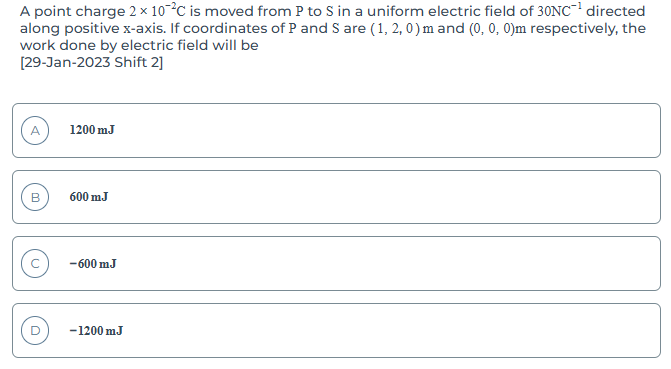 A point charge 2 × 10⁻²C is moved from P to S in a uniform electric field of 30NC⁻¹ directed
along positive x-axis. If coordinates of P and S are (1, 2, 0)m and (0, 0, 0)m respectively, the
work done by electric field will be
[29-Jan-2023 Shift 2]
A 1200 mJ
B 600 mJ
C −600 mJ
D −1200 mJ